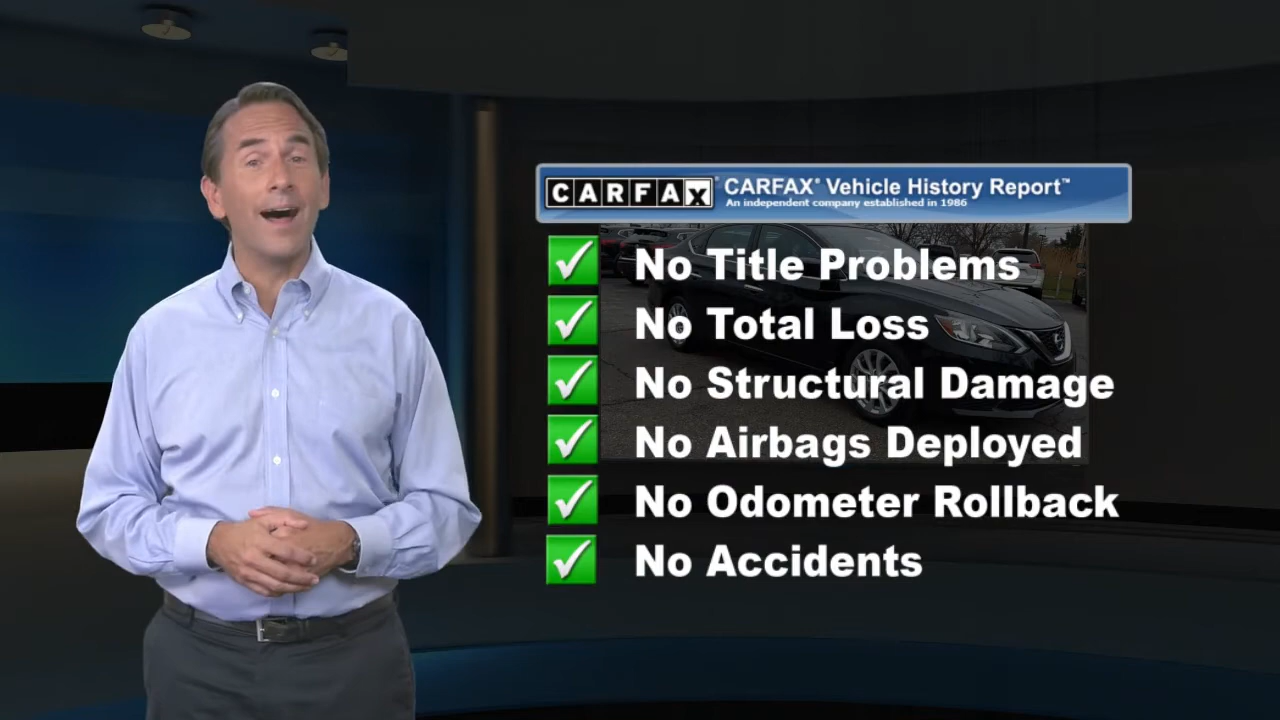 CARFAX
CARFAX® Vehicle History Report™
An independent company established in 1986
No Title Problems
No Total Loss
No Structural Damage
No Airbags Deployed
No Odometer Rollback
No Accidents